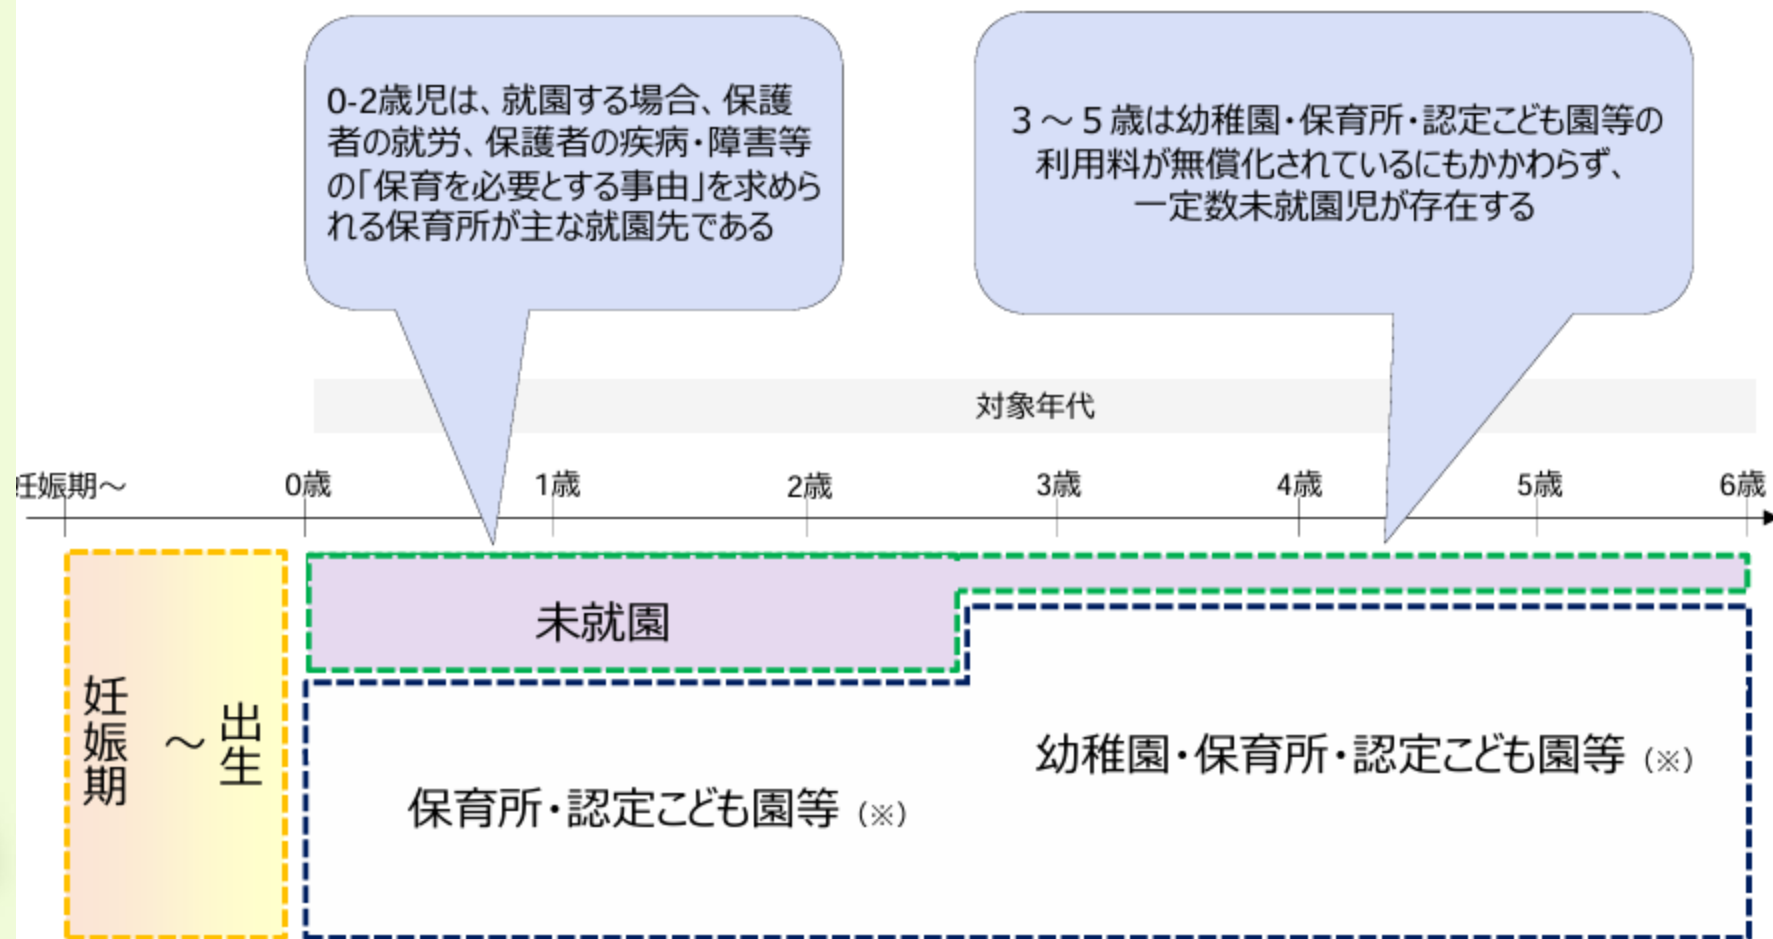 0-2歳児は、就園する場合、保護
者の就労、保護者の疾病・障害等
の「保育を必要とする事由」を求めら
れる保育所が主な就園先である
３～５歳は幼稚園・保育所・認定こども園等の
利用料が無償化されているにもかかわらず、
一定数未就園児が存在する
対象年代
妊娠期～
0歳
1歳
2歳
3歳
4歳
5歳
6歳
未就園
妊娠期
～
出生
幼稚園・保育所・認定こども園等（※）
保育所・認定こども園等（※）